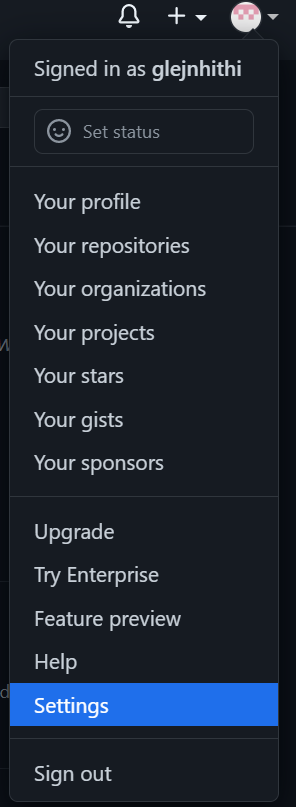 Signed in as glejnhithi
Set status
Your profile
Your repositories
Your organizations
Your projects
Your stars
Your gists
Your sponsors
Upgrade
Try Enterprise
Feature preview
Help
Settings
Sign out